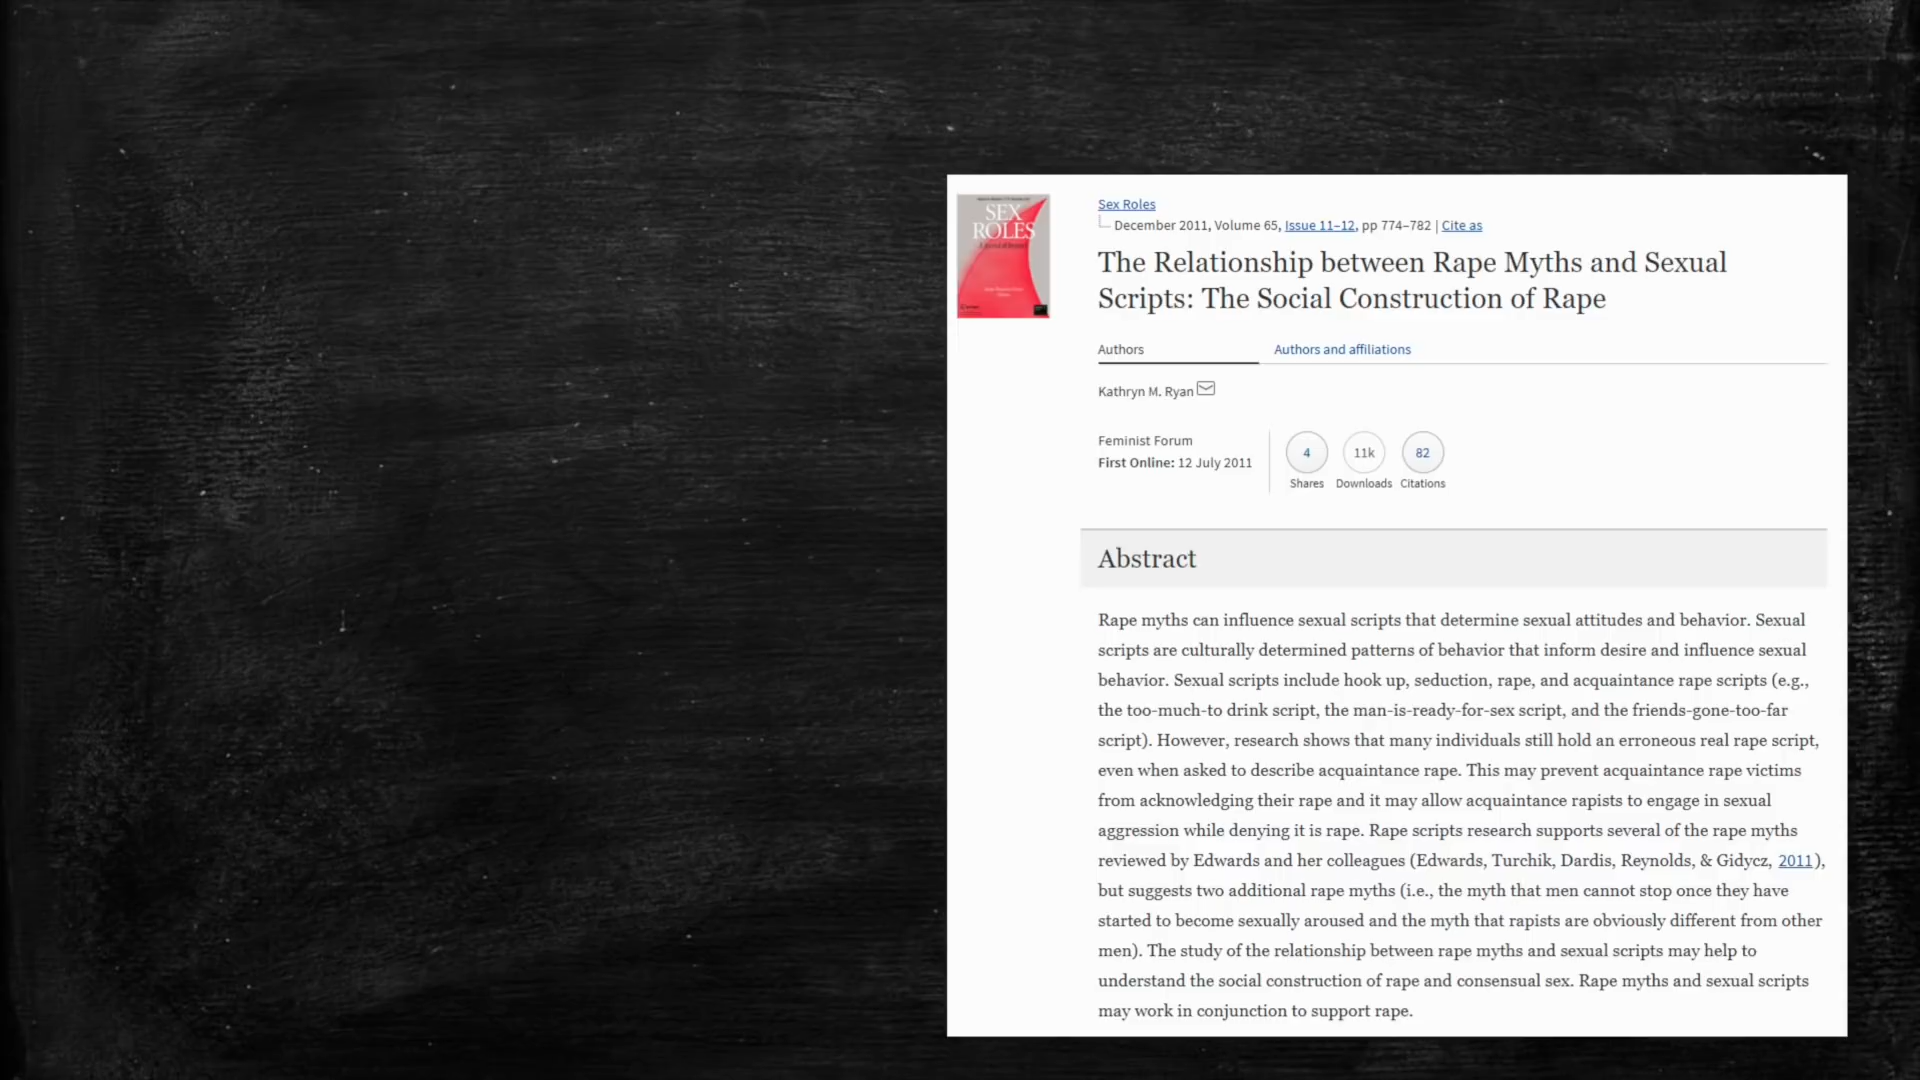 SEX
ROLES
Sex Roles
December 2011, Volume 65, Issue 11–12, pp 774–782 | Cite as
The Relationship between Rape Myths and Sexual
Scripts: The Social Construction of Rape
Authors
Authors and affiliations
Kathryn M. Ryan
Feminist Forum
First Online: 12 July 2011
4
11k
82
Shares
Downloads
Citations
Abstract
Rape myths can influence sexual scripts that determine sexual attitudes and behavior. Sexual
scripts are culturally determined patterns of behavior that inform desire and influence sexual
behavior. Sexual scripts include hook up, seduction, rape, and acquaintance rape scripts (e.g.,
the too-much-to drink script, the man-is-ready-for-sex script, and the friends-gone-too-far
script). However, research shows that many individuals still hold an erroneous real rape script,
even when asked to describe acquaintance rape. This may prevent acquaintance rape victims
from acknowledging their rape and it may allow acquaintance rapists to engage in sexual
aggression while denying it is rape. Rape scripts research supports several of the rape myths
reviewed by Edwards and her colleagues (Edwards, Turchik, Dardis, Reynolds, & Gidycz, 2011),
but suggests two additional rape myths (i.e., the myth that men cannot stop once they have
started to become sexually aroused and the myth that rapists are obviously different from other
men). The study of the relationship between rape myths and sexual scripts may help to
understand the social construction of rape and consensual sex. Rape myths and sexual scripts
may work in conjunction to support rape.